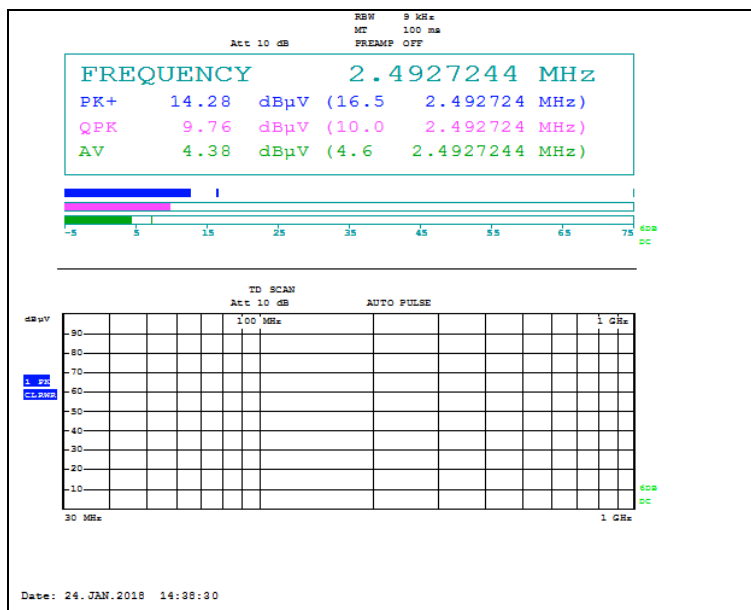 RBW 9 kHz
MT 100 ms
Att 10 dB PREAMP OFF
FREQUENCY 2.4927244 MHz
PK+ 14.28 dBµV (16.5 2.492724 MHz)
QPK 9.76 dBµV (10.0 2.492724 MHz)
AV 4.38 dBµV (4.6 2.4927244 MHz)
-5 5 15 25 35 45 55 65 75
6DB
DC
TD SCAN
Att 10 dB AUTO PULSE
dBµV
100 MHz 1 GHz
90
80
70
1 PK
CLRWR
60
50
40
30
20
10
6DB
DC
30 MHz 1 GHz
Date: 24.JAN.2018 14:38:30